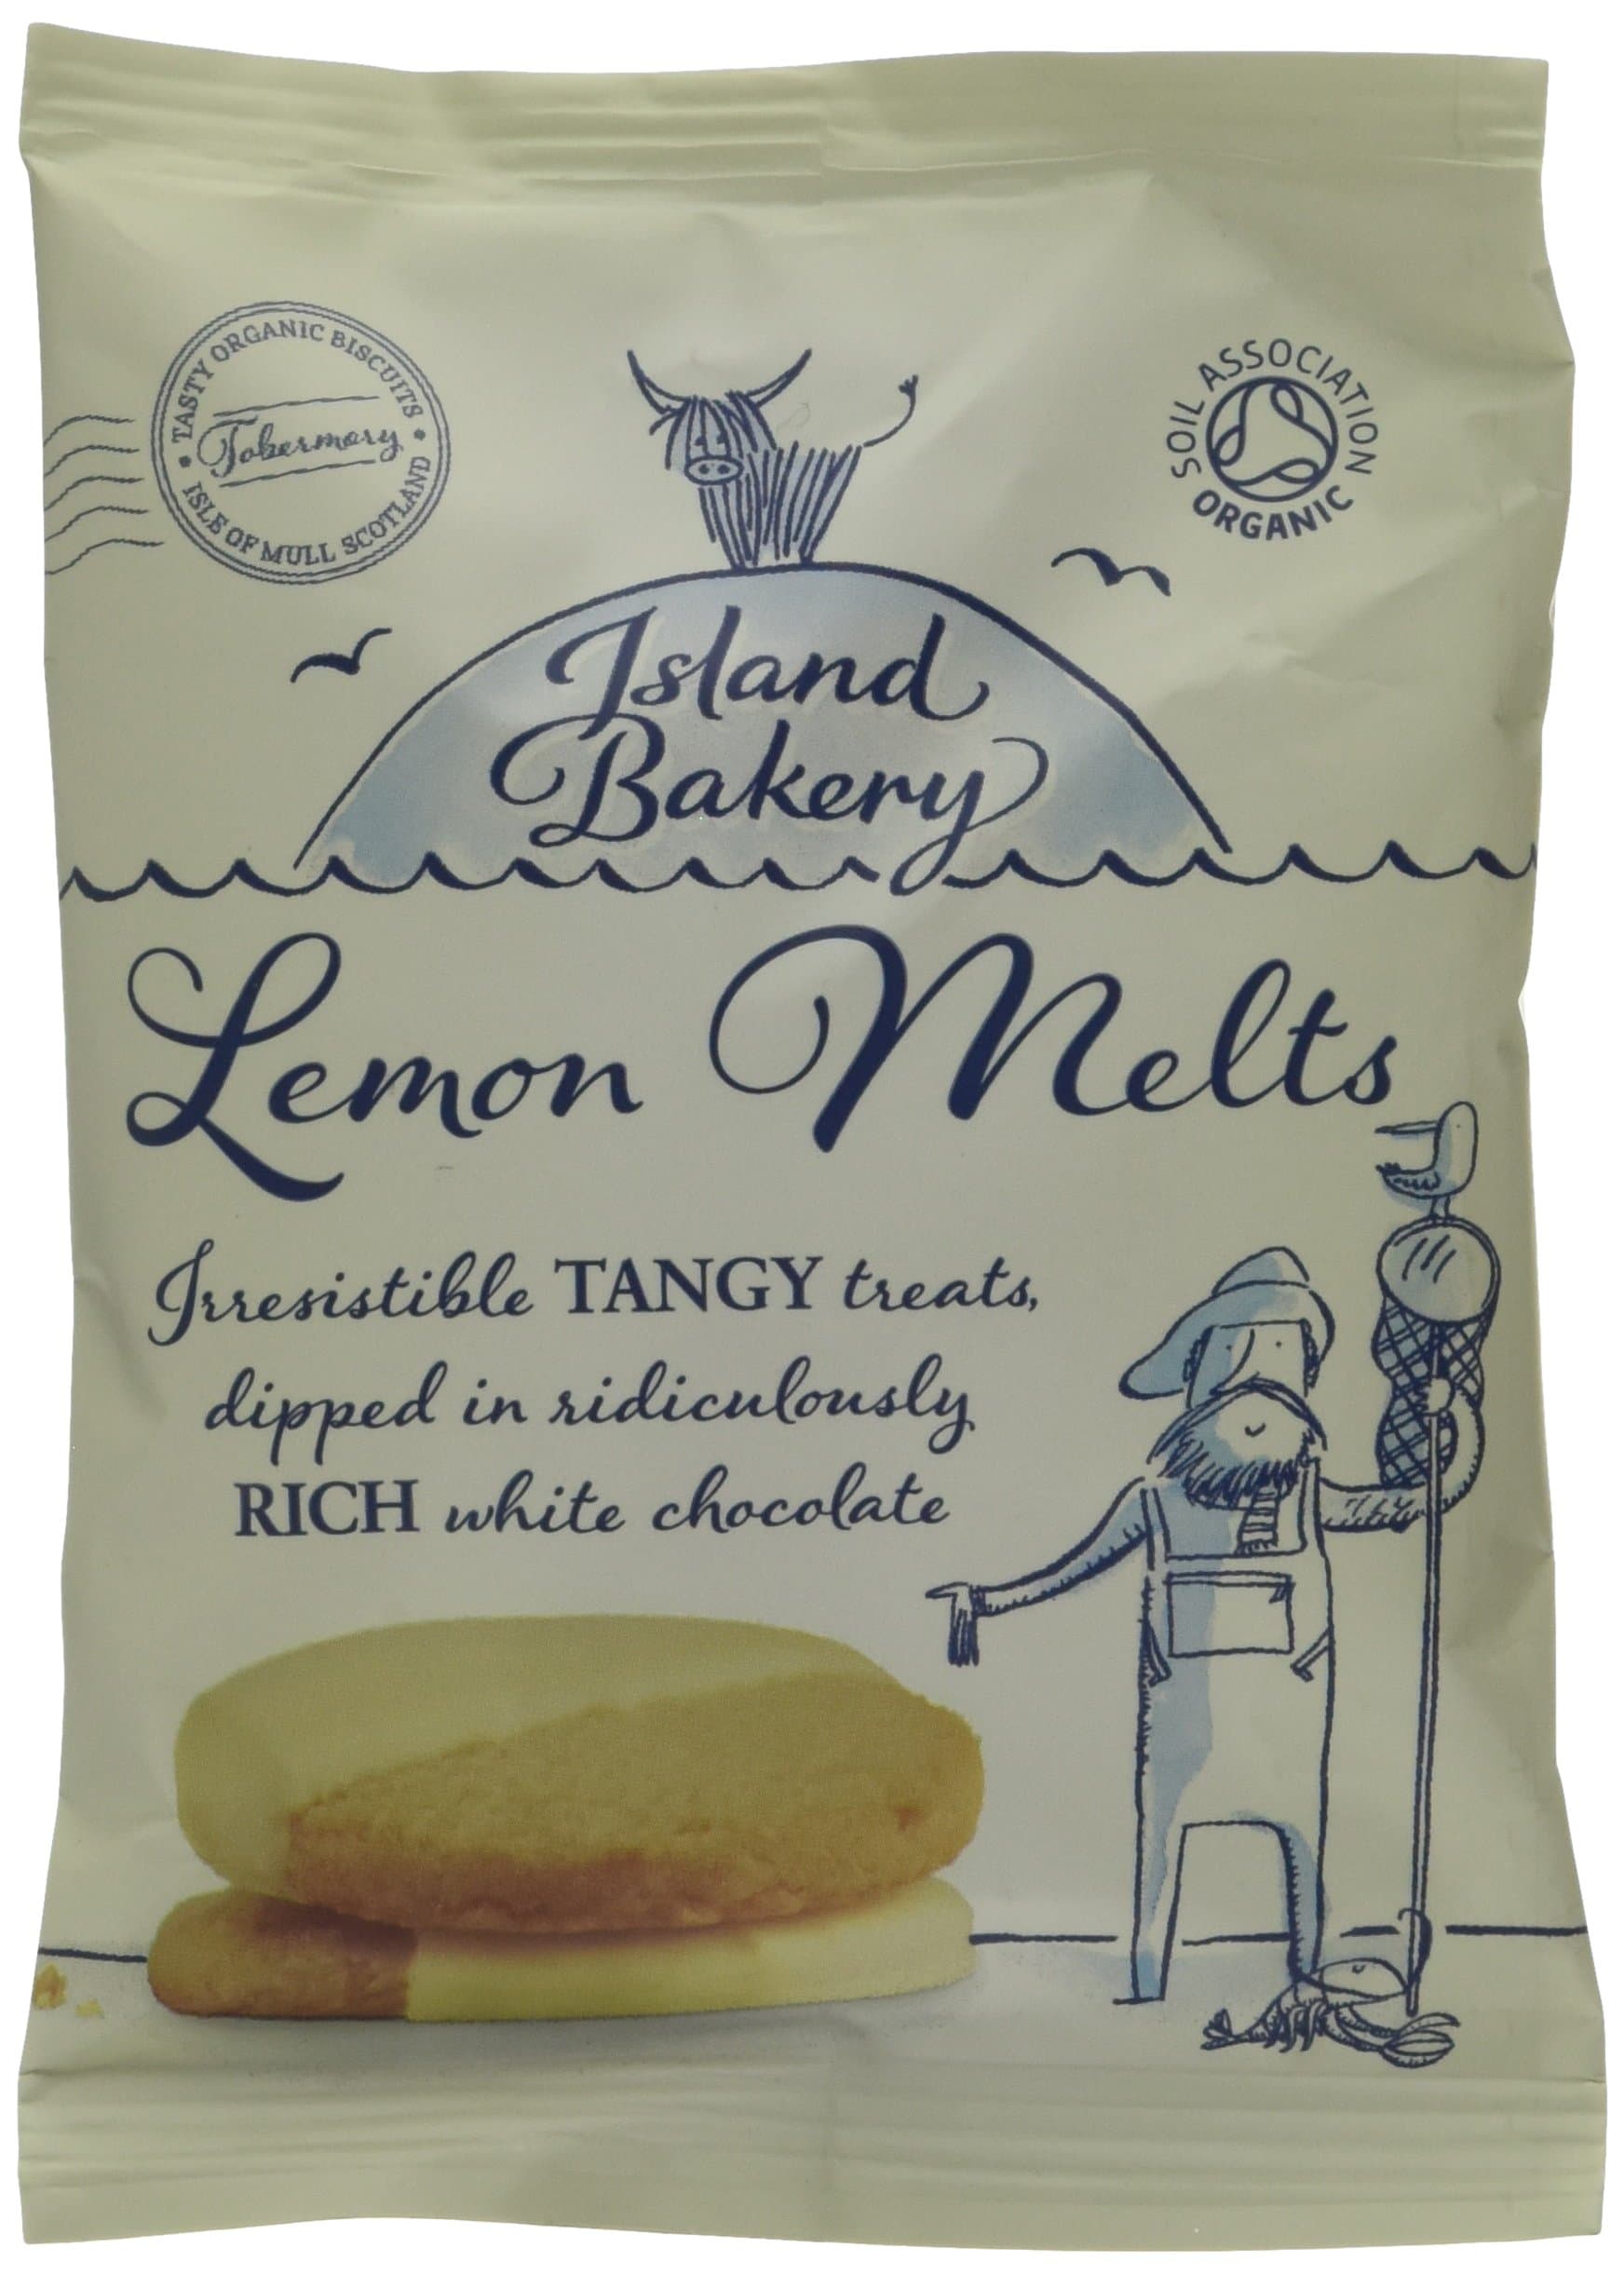 TASTY ORGANIC BISCUITS
Tobermory
ISLE OF MULL SCOTLAND
SOIL ASSOCIATION
ORGANIC
Island
Bakery
Lemon Melts
Irresistible TANGY treats,
dipped in ridiculously
RICH white chocolate